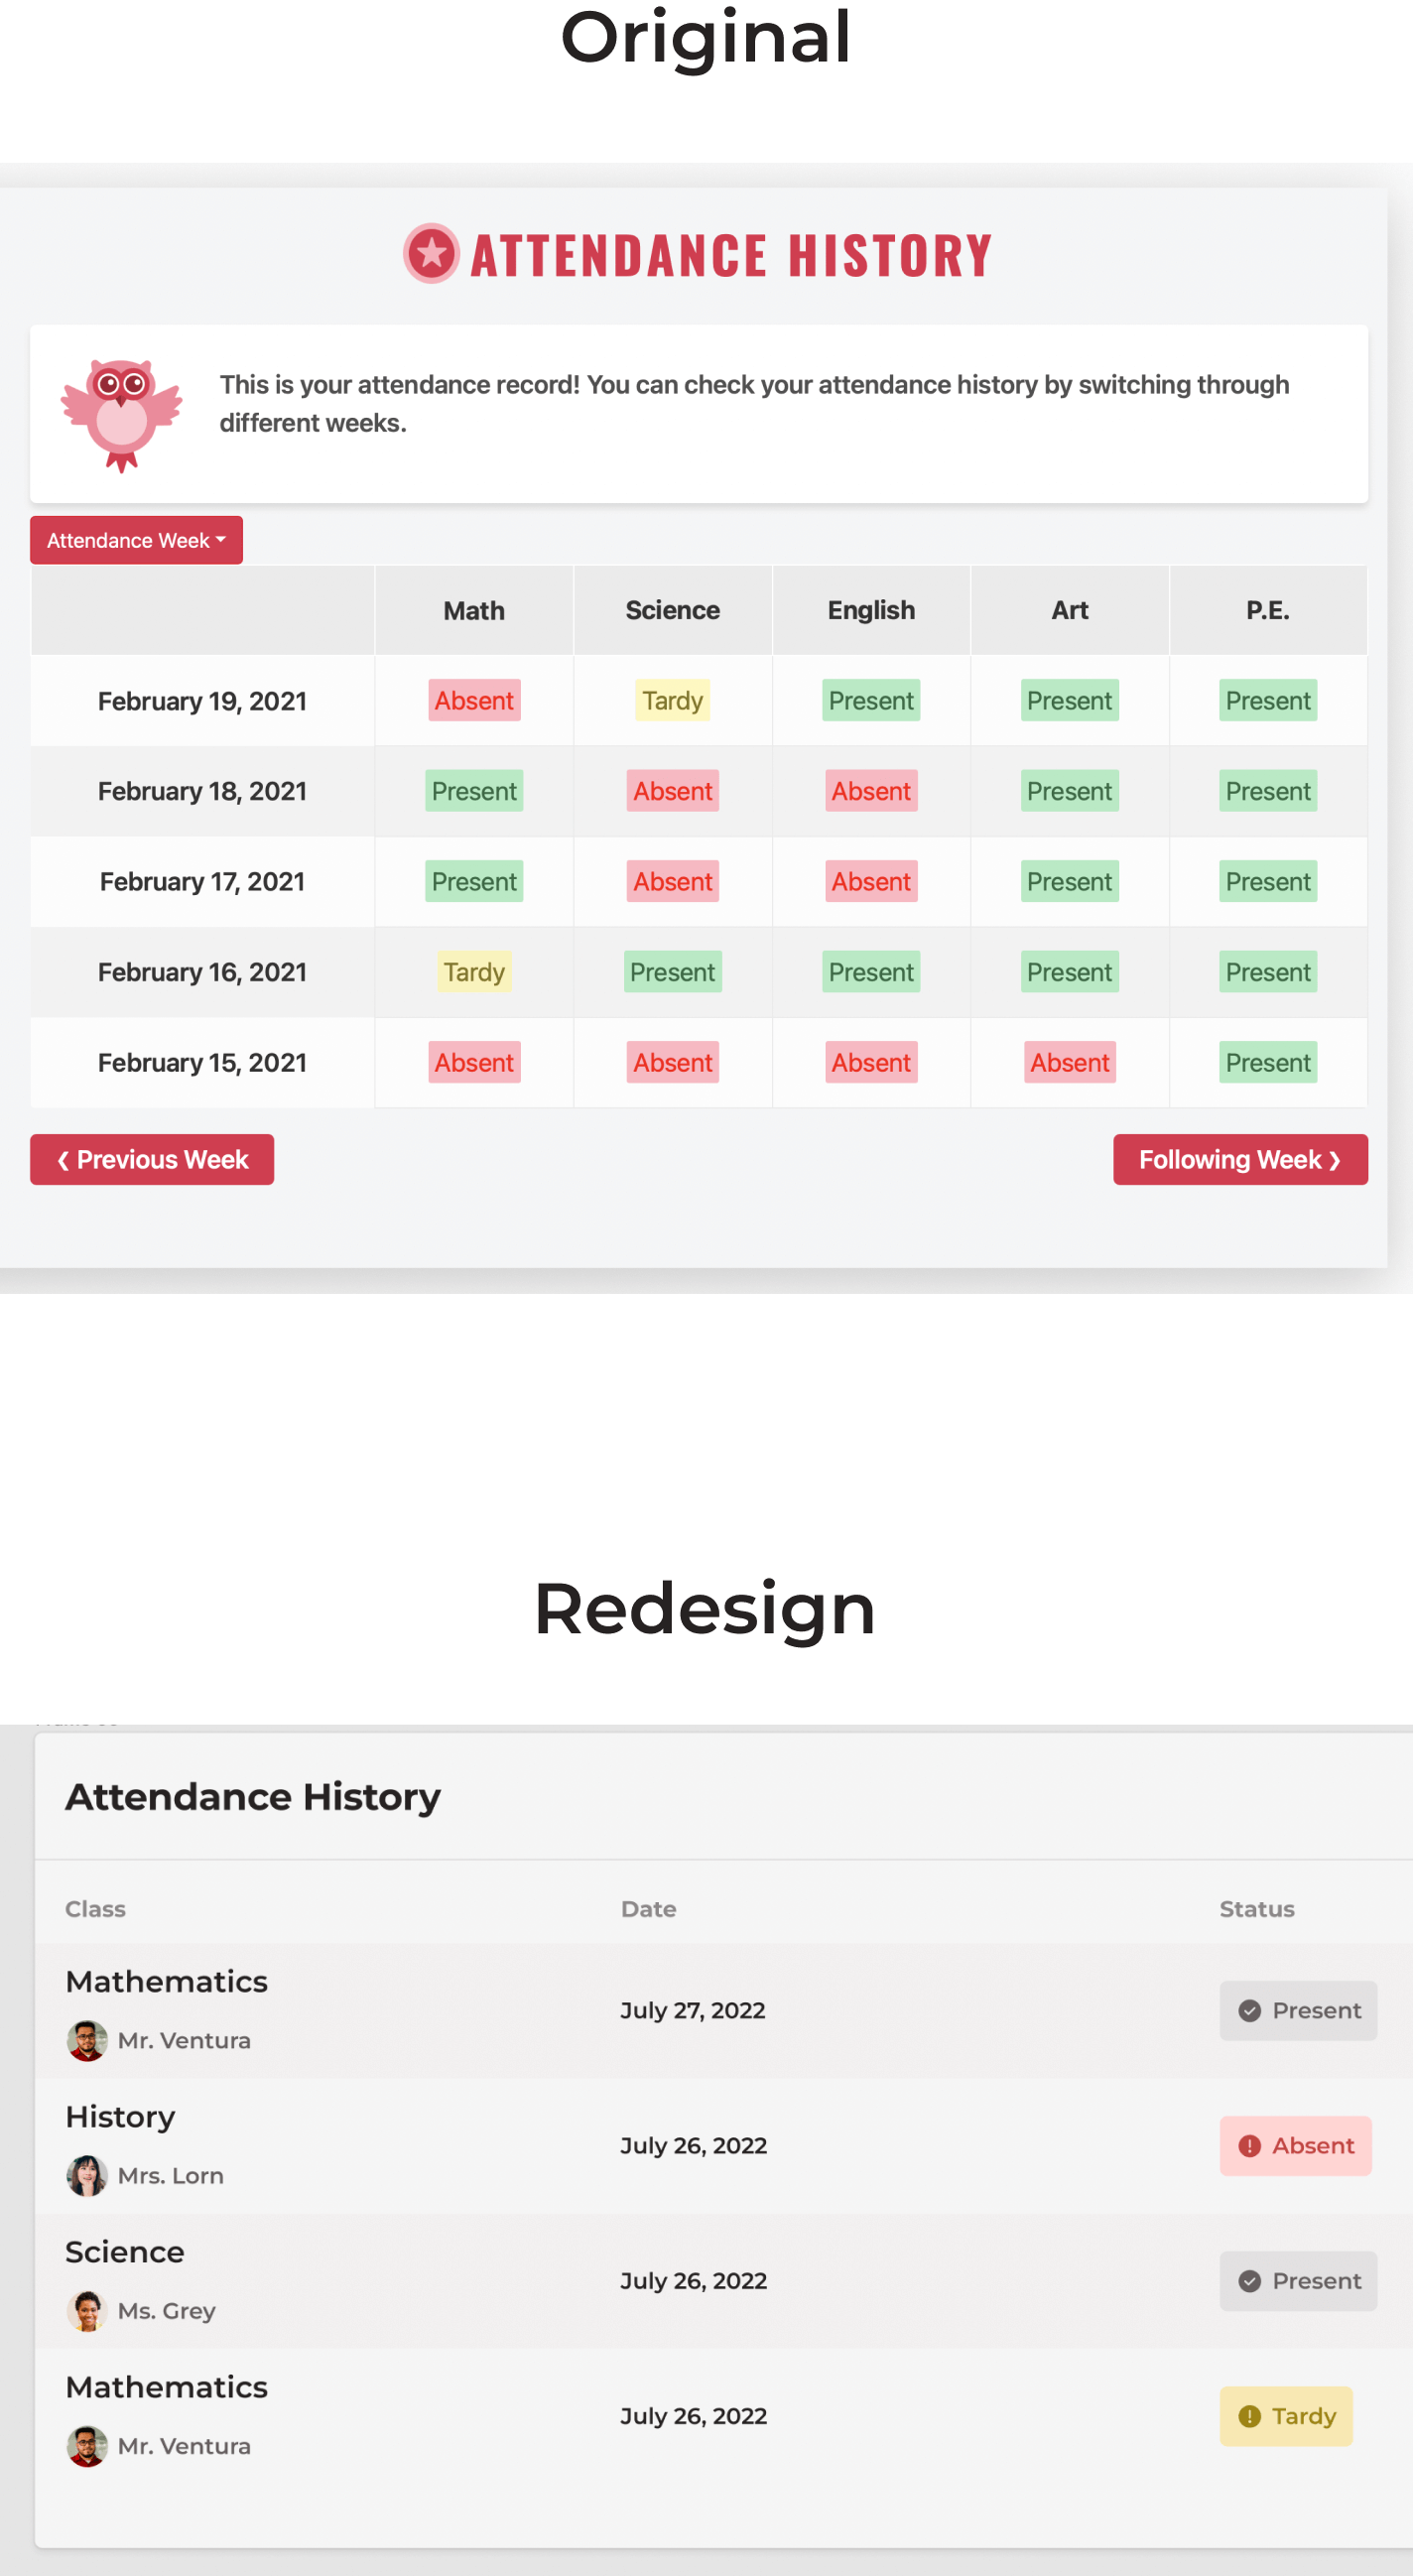 Original
ATTENDANCE HISTORY
This is your attendance record! You can check your attendance history by switching through
different weeks.
Attendance Week
Math Science English Art P.E.
February 19, 2021 Absent Tardy Present Present Present
February 18, 2021 Present Absent Absent Present Present
February 17, 2021 Present Absent Absent Present Present
February 16, 2021 Tardy Present Present Present Present
February 15, 2021 Absent Absent Absent Absent Present
❮ Previous Week Following Week ❯
Redesign
Attendance History
Class Date Status
Mathematics
Mr. Ventura
July 27, 2022
Present
History
Mrs. Lorn
July 26, 2022
Absent
Science
Ms. Grey
July 26, 2022
Present
Mathematics
Mr. Ventura
July 26, 2022
Tardy